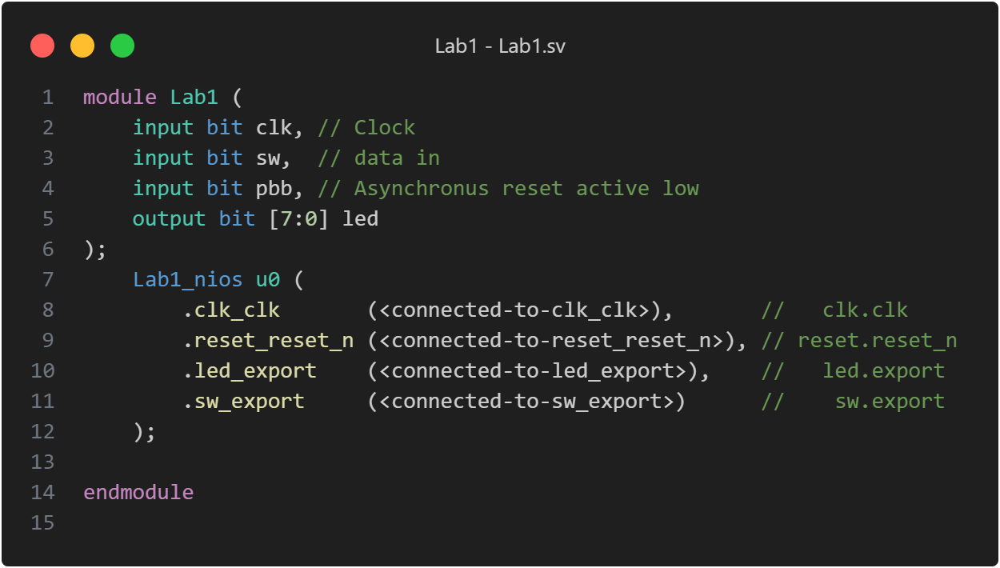 Lab1 - Lab1.sv
1 module Lab1 (
2     input bit clk, // Clock
3     input bit sw,  // data in
4     input bit pbb, // Asynchronus reset active low
5     output bit [7:0] led
6 );
7     Lab1_nios u0 (
8         .clk_clk       (<connected-to-clk_clk>),       //   clk.clk
9         .reset_reset_n (<connected-to-reset_reset_n>), // reset.reset_n
10         .led_export    (<connected-to-led_export>),    //   led.export
11         .sw_export     (<connected-to-sw_export>)      //    sw.export
12     );
13
14 endmodule
15